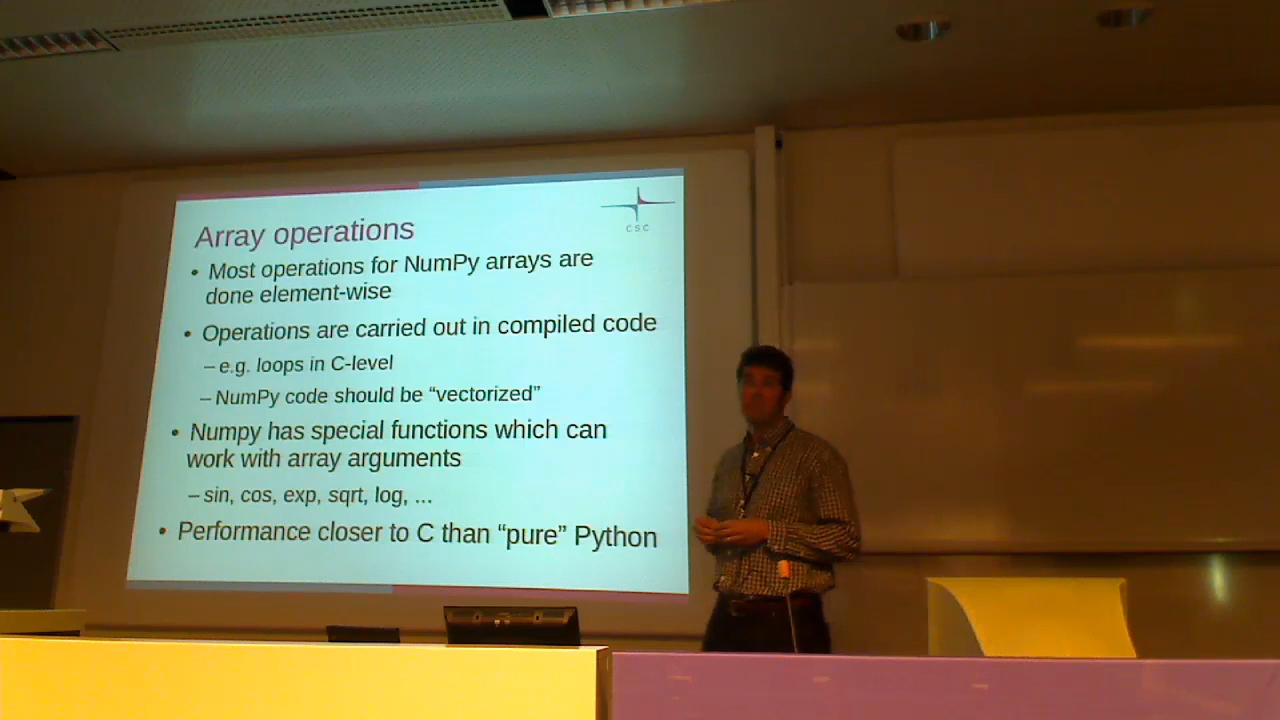 CSC
Array operations
• Most operations for NumPy arrays are
done element-wise
• Operations are carried out in compiled code
– e.g. loops in C-level
– NumPy code should be “vectorized”
• Numpy has special functions which can
work with array arguments
– sin, cos, exp, sqrt, log, ...
• Performance closer to C than “pure” Python